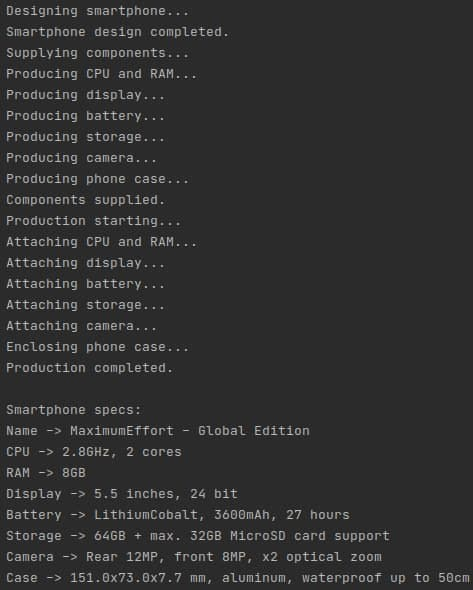 Designing smartphone...
Smartphone design completed.
Supplying components...
Producing CPU and RAM...
Producing display...
Producing battery...
Producing storage...
Producing camera...
Producing phone case...
Components supplied.
Production starting...
Attaching CPU and RAM...
Attaching display...
Attaching battery...
Attaching storage...
Attaching camera...
Enclosing phone case...
Production completed.

Smartphone specs:
Name -> MaximumEffort - Global Edition
CPU -> 2.8GHz, 2 cores
RAM -> 8GB
Display -> 5.5 inches, 24 bit
Battery -> LithiumCobalt, 3600mAh, 27 hours
Storage -> 64GB + max. 32GB MicroSD card support
Camera -> Rear 12MP, front 8MP, x2 optical zoom
Case -> 151.0x73.0x7.7 mm, aluminum, waterproof up to 50cm